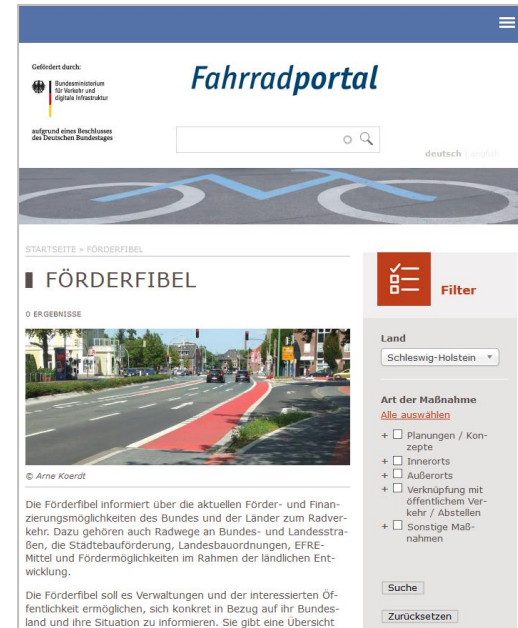 Gefördert durch:
Bundesministerium
für Verkehr und
digitale Infrastruktur
aufgrund eines Beschlusses
des Deutschen Bundestages
Fahrradportal
deutsch | english
STARTSEITE » FÖRDERFIBEL
FÖRDERFIBEL
0 ERGEBNISSE
© Arne Koerdt
Die Förderfibel informiert über die aktuellen Förder- und Finan-
zierungsmöglichkeiten des Bundes und der Länder zum Radver-
kehr. Dazu gehören auch Radwege an Bundes- und Landesstra-
ßen, die Städtebauförderung, Landesbauordnungen, EFRE-
Mittel und Fördermöglichkeiten im Rahmen der ländlichen Ent-
wicklung.
Die Förderfibel soll es Verwaltungen und der interessierten Öf-
fentlichkeit ermöglichen, sich konkret in Bezug auf ihr Bundes-
land und ihre Situation zu informieren. Sie gibt eine Übersicht
Filter
Land
Schleswig-Holstein
Art der Maßnahme
Alle auswählen
+ Planungen / Kon-
zepte
+ Innerorts
+ Außerorts
+ Verknüpfung mit
öffentlichem Ver-
kehr / Abstellen
+ Sonstige Maß-
nahmen
Suche
Zurücksetzen